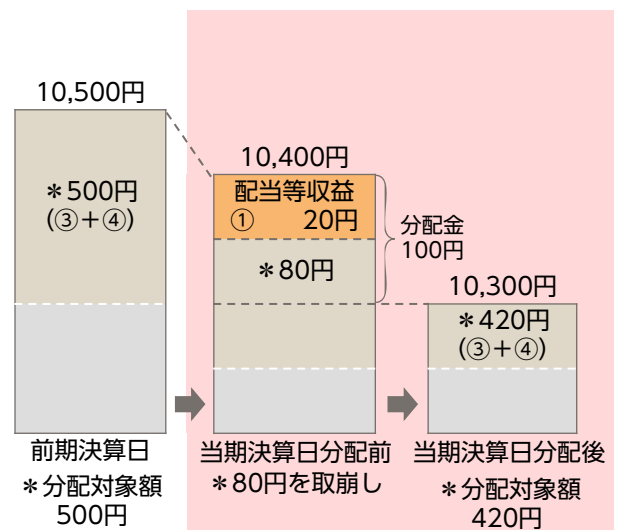 10,500円
＊500円
(③＋④)
前期決算日
＊分配対象額
500円
10,400円
配当等収益
① 20円
＊80円
分配金
100円
当期決算日分配前
＊80円を取崩し
10,300円
＊420円
(③＋④)
当期決算日分配後
＊分配対象額
420円